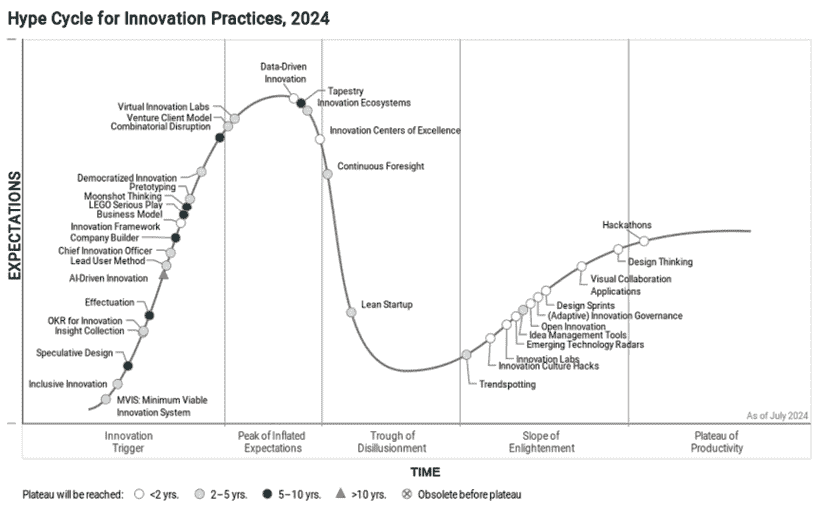 Hype Cycle for Innovation Practices, 2024
EXPECTATIONS
Data-Driven
Innovation
Tapestry
Innovation Ecosystems
Virtual Innovation Labs
Venture Client Model
Combinatorial Disruption
Innovation Centers of Excellence
Continuous Foresight
Democratized Innovation
Pretotyping
Moonshot Thinking
LEGO Serious Play
Business Model
Innovation Framework
Company Builder
Chief Innovation Officer
Lead User Method
AI-Driven Innovation
Effectuation
OKR for Innovation
Insight Collection
Speculative Design
Inclusive Innovation
MVIS: Minimum Viable
Innovation System
Lean Startup
Hackathons
Design Thinking
Visual Collaboration
Applications
Design Sprints
(Adaptive) Innovation Governance
Open Innovation
Idea Management Tools
Emerging Technology Radars
Innovation Labs
Innovation Culture Hacks
Trendspotting
As of July 2024
Innovation
Trigger
Peak of Inflated
Expectations
Trough of
Disillusionment
Slope of
Enlightenment
Plateau of
Productivity
TIME
Plateau will be reached: <2 yrs. 2–5 yrs. 5–10 yrs. >10 yrs. Obsolete before plateau